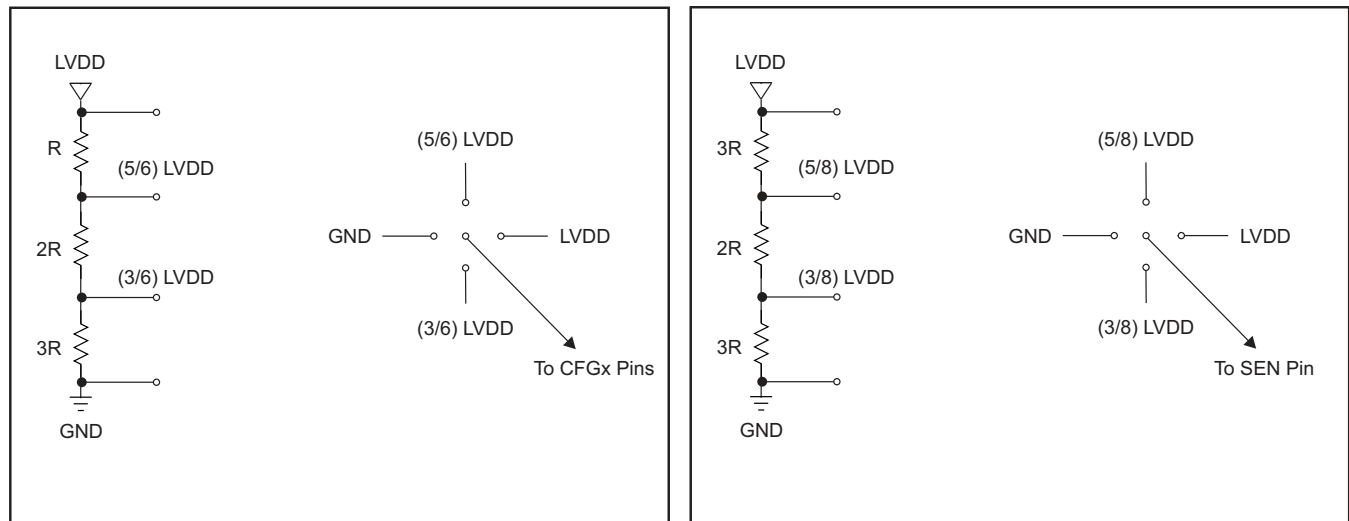 LVDD
R
(5/6) LVDD
2R
(3/6) LVDD
3R
GND
(5/6) LVDD
GND
LVDD
(3/6) LVDD
To CFGx Pins
LVDD
3R
(5/8) LVDD
2R
(3/8) LVDD
3R
GND
(5/8) LVDD
GND
LVDD
(3/8) LVDD
To SEN Pin